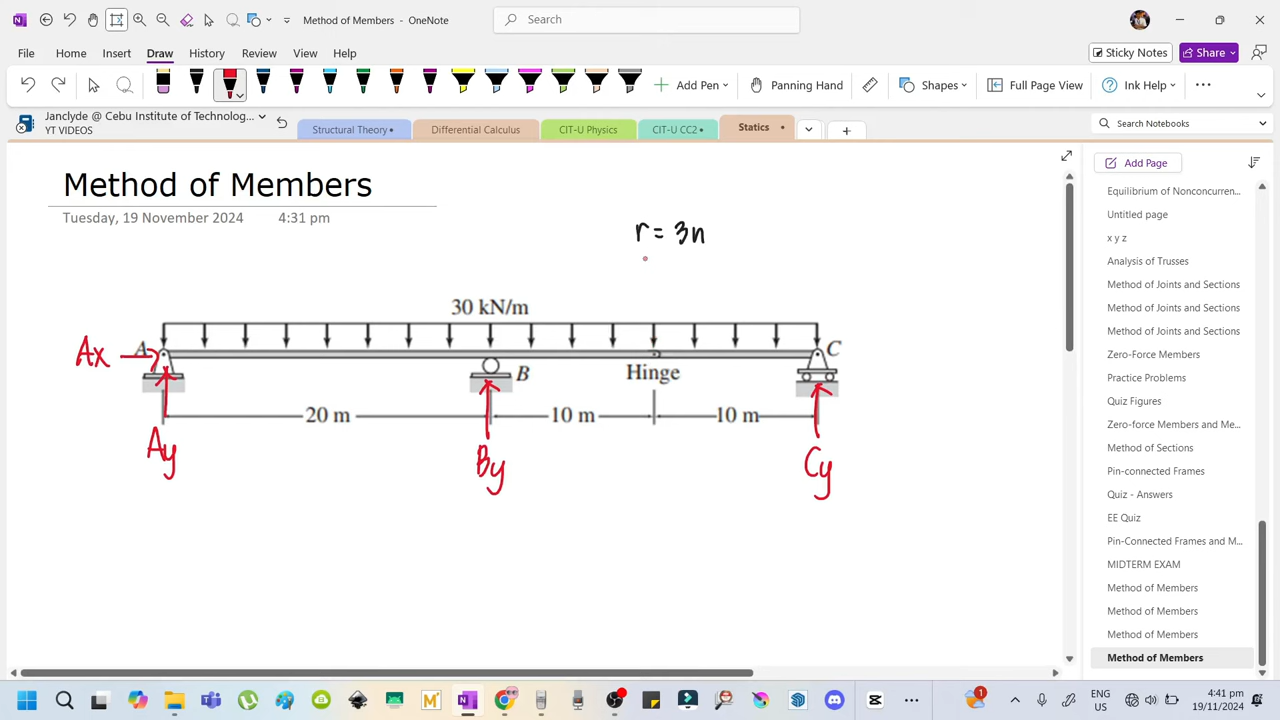 Method of Members - OneNote
Search
File Home Insert Draw History Review View Help
Sticky Notes
Share
Add Pen
Panning Hand
Shapes
Full Page View
Ink Help
Janclyde @ Cebu Institute of Technolog...
YT VIDEOS
Structural Theory
Differential Calculus
CIT-U Physics
CIT-U CC2
Statics
Search Notebooks
Add Page
Method of Members
Tuesday, 19 November 2024 4:31 pm
r = 3n
30 kN/m
Ax
A
C
B
Hinge
20 m
10 m
10 m
Ay
By
Cy
Equilibrium of Nonconcurren...
Untitled page
x y z
Analysis of Trusses
Method of Joints and Sections
Method of Joints and Sections
Method of Joints and Sections
Zero-Force Members
Practice Problems
Quiz Figures
Zero-force Members and Me...
Method of Sections
Pin-connected Frames
Quiz - Answers
EE Quiz
Pin-Connected Frames and M...
MIDTERM EXAM
Method of Members
Method of Members
Method of Members
Method of Members
1
ENG
US
4:41 pm
19/11/2024